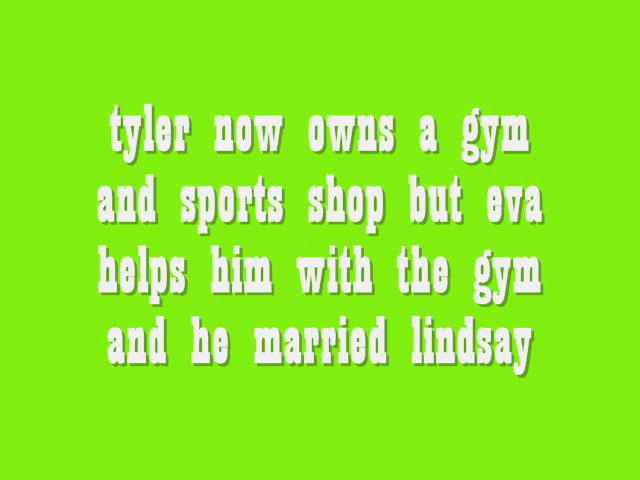 tyler now owns a gym
and sports shop but eva
helps him with the gym
and he married lindsay